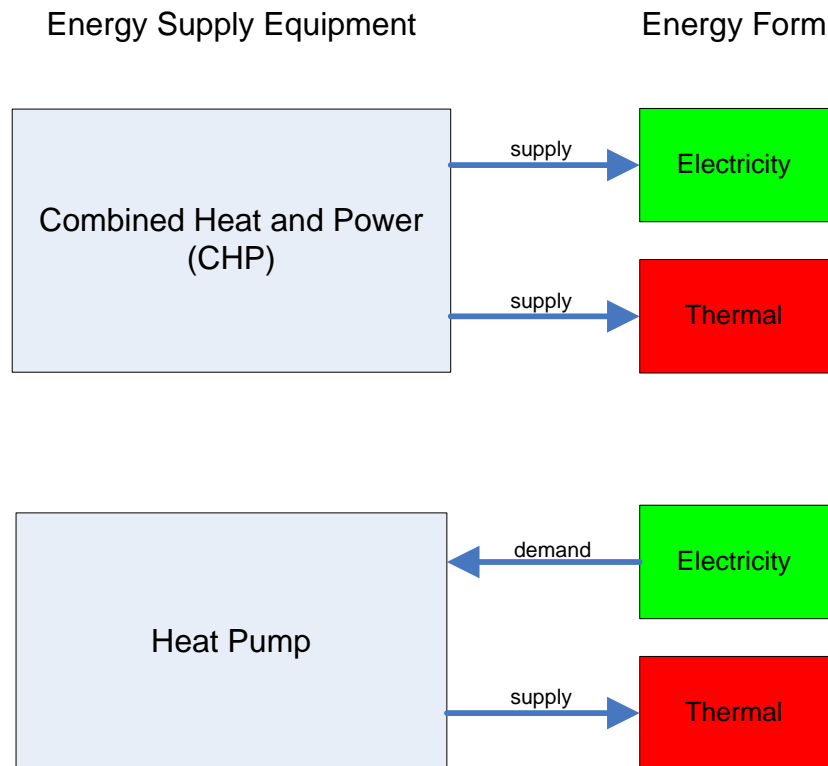 Energy Supply Equipment
Energy Form
supply
Electricity
Combined Heat and Power
(CHP)
supply
Thermal
demand
Electricity
Heat Pump
supply
Thermal